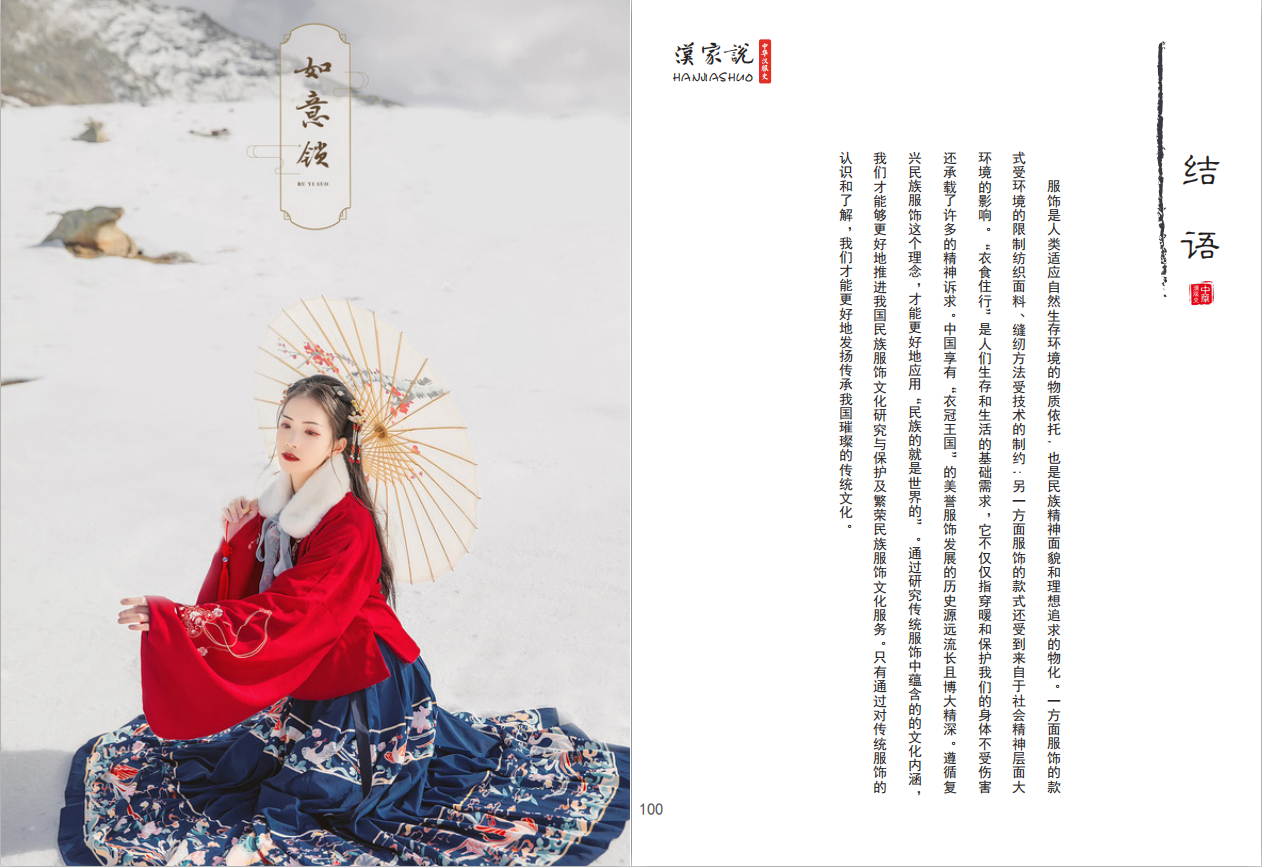 如意锁
RU YI SUO
漢家説
HANJIASHUO
中华汉服文
结语
中華
漢服文
服饰是人类适应自然生存环境的物质依托，也是民族精神面貌和理想追求的物化。一方面服饰的款
式受环境的限制纺织面料、缝纫方法受技术的制约；另一方面服饰的款式还受到来自于社会精神层面大
环境的影响。“衣食住行”是人们生存和生活的基础需求，它不仅仅指穿暖和保护我们的身体不受伤害
还承载了许多的精神诉求。中国享有“衣冠王国”的美誉服饰发展的历史源远流长且博大精深。遵循复
兴民族服饰这个理念，才能更好地应用“民族的就是世界的”。通过研究传统服饰中蕴含的的文化内涵，
我们才能够更好地推进我国民族服饰文化研究与保护及繁荣民族服饰文化服务。只有通过对传统服饰的
认识和了解，我们才能更好地发扬传承我国璀璨的传统文化。
100